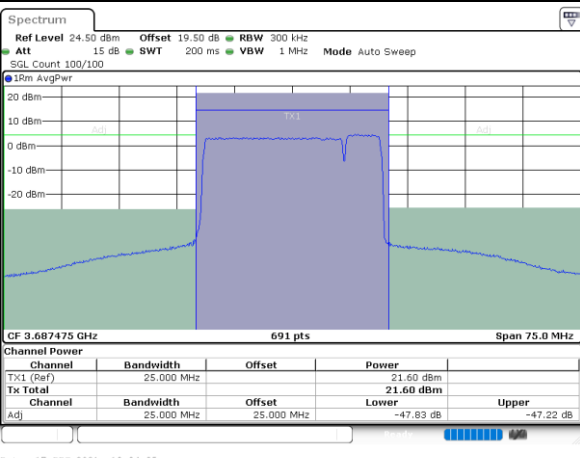 Spectrum
Ref Level 24.50 dBm Offset 19.50 dB RBW 300 kHz
Att 15 dB SWT 200 ms VBW 1 MHz Mode Auto Sweep
SGL Count 100/100
1Rm AvgPwr
20 dBm
TX1
10 dBm
Adj Adj
0 dBm
-10 dBm
-20 dBm
CF 3.687475 GHz 691 pts Span 75.0 MHz
Channel Power
Channel Bandwidth Offset Power
TX1 (Ref) 25.000 MHz 21.60 dBm
Tx Total 21.60 dBm
Channel Bandwidth Offset Lower Upper
Adj 25.000 MHz 25.000 MHz -47.83 dB -47.22 dB
Ready